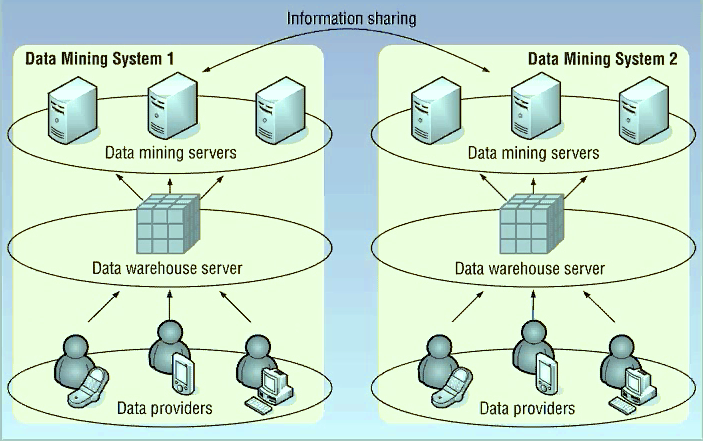 Information sharing
Data Mining System 1
Data mining servers
Data warehouse server
Data providers
Data Mining System 2
Data mining servers
Data warehouse server
Data providers